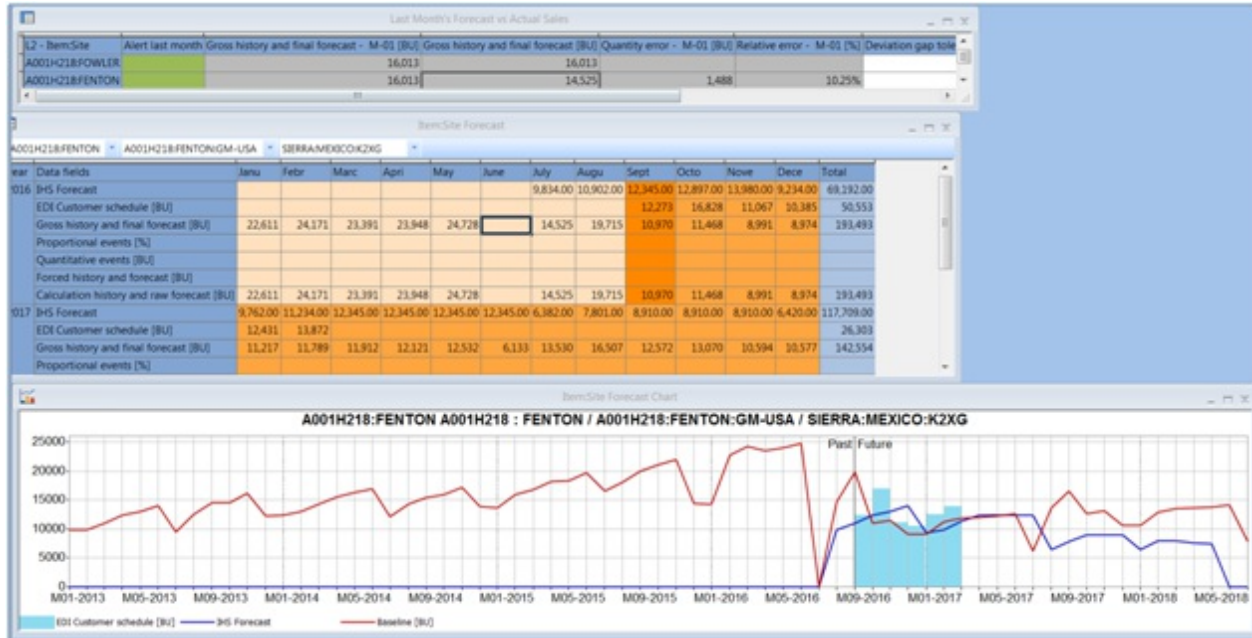 Last Month's Forecast vs Actual Sales
L2 - Item:Site Alert last month Gross history and final forecast - M-01 [BU] Gross history and final forecast [BU] Quantity error - M-01 [BU] Relative error - M-01 [%] Deviation gap tole
A001H218:FOWLER 16,013 16,013
A001H218:FENTON 16,013 14,525 1,488 10.25%
Item:Site Forecast
A001H218:FENTON A001H218:FENTON:GM-USA SIERRA:MEXICO:K2XG
ear Data fields Janu Febr Marc Apri May June July Augu Sept Octo Nove Dece Total
2016 IHS Forecast 9,834.00 10,902.00 12,345.00 12,897.00 13,980.00 9,234.00 69,192.00
EDI Customer schedule [BU] 12,273 16,828 11,067 10,385 50,553
Gross history and final forecast [BU] 22,611 24,171 23,391 23,948 24,728 14,525 19,715 10,970 11,468 8,991 8,974 193,493
Proportional events [%]
Quantitative events [BU]
Forced history and forecast [BU]
Calculation history and raw forecast [BU] 22,611 24,171 23,391 23,948 24,728 14,525 19,715 10,970 11,468 8,991 8,974 193,493
2017 IHS Forecast 9,762.00 11,234.00 12,345.00 12,345.00 12,345.00 12,345.00 6,382.00 7,801.00 8,910.00 8,910.00 8,910.00 6,420.00 117,709.00
EDI Customer schedule [BU] 12,431 13,872 26,303
Gross history and final forecast [BU] 11,217 11,789 11,912 12,121 12,532 6,133 13,530 16,507 12,572 13,070 10,594 10,577 142,554
Proportional events [%]
Item:Site Forecast Chart
A001H218:FENTON A001H218 : FENTON / A001H218:FENTON:GM-USA / SIERRA:MEXICO:K2XG
Past Future
25000
20000
15000
10000
5000
0
M01-2013 M05-2013 M09-2013 M01-2014 M05-2014 M09-2014 M01-2015 M05-2015 M09-2015 M01-2016 M05-2016 M09-2016 M01-2017 M05-2017 M09-2017 M01-2018 M05-2018
EDI Customer schedule [BU] IHS Forecast Baseline [BU]